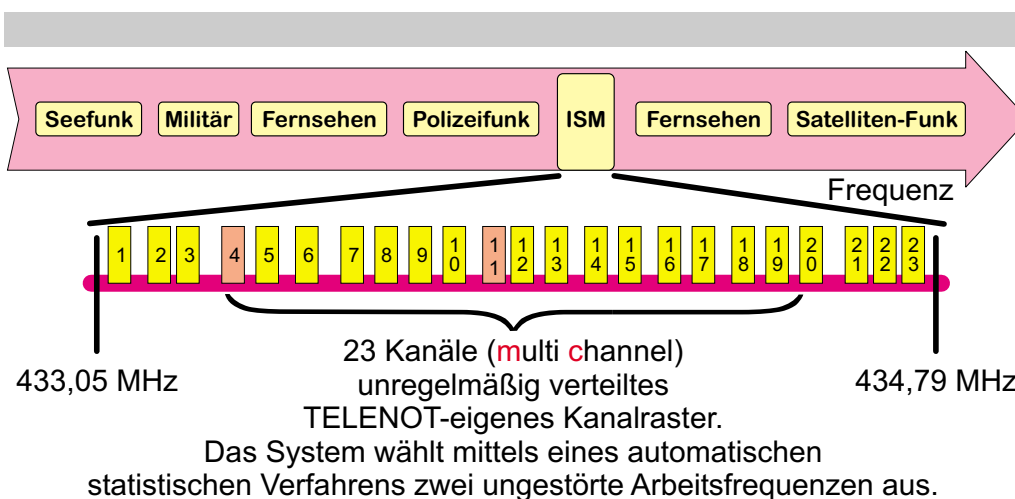 Seefunk Militär Fernsehen Polizeifunk ISM Fernsehen Satelliten-Funk
Frequenz
1 2 3 4 5 6 7 8 9 10 11 12 13 14 15 16 17 18 19 20 21 22 23
433,05 MHz
434,79 MHz
23 Kanäle (multi channel)
unregelmäßig verteiltes
TELENOT-eigenes Kanalraster.
Das System wählt mittels eines automatischen
statistischen Verfahrens zwei ungestörte Arbeitsfrequenzen aus.